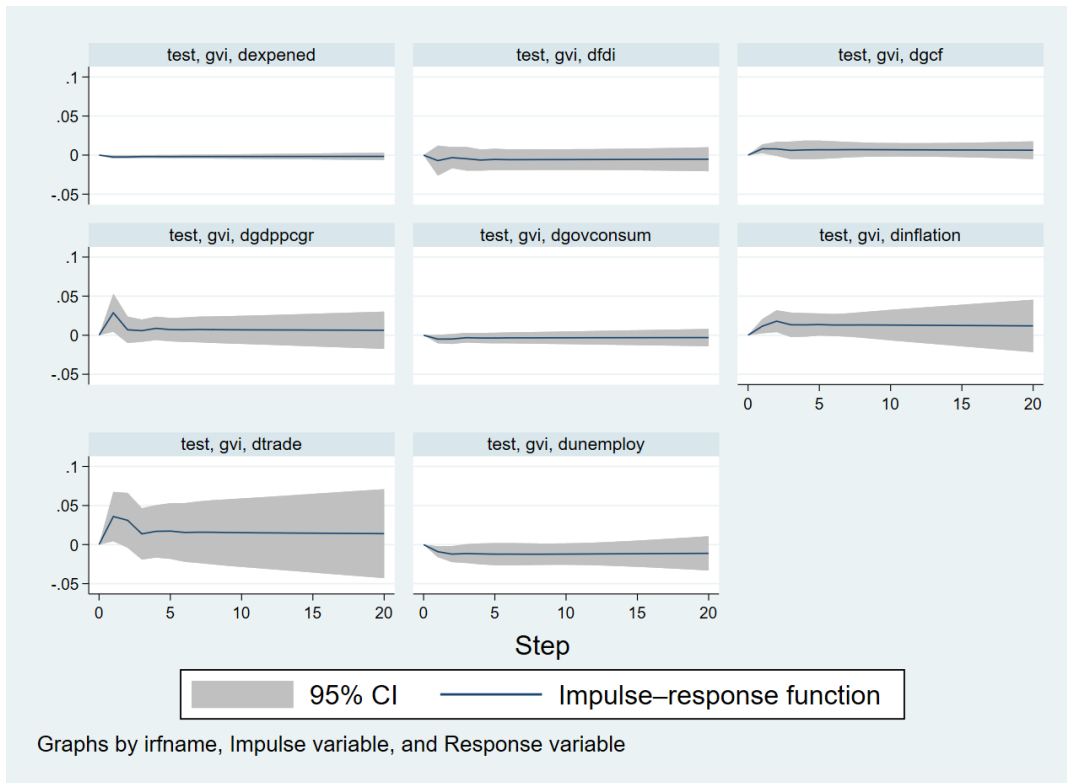 test, gvi, dexpened
test, gvi, dfdi
test, gvi, dgcf
.1
.05
0
-.05
test, gvi, dgdppcgr
test, gvi, dgovconsum
test, gvi, dinflation
.1
.05
0
-.05
0 5 10 15 20
test, gvi, dtrade
test, gvi, dunemploy
.1
.05
0
-.05
0 5 10 15 20
0 5 10 15 20
Step
95% CI
Impulse–response function
Graphs by irfname, Impulse variable, and Response variable